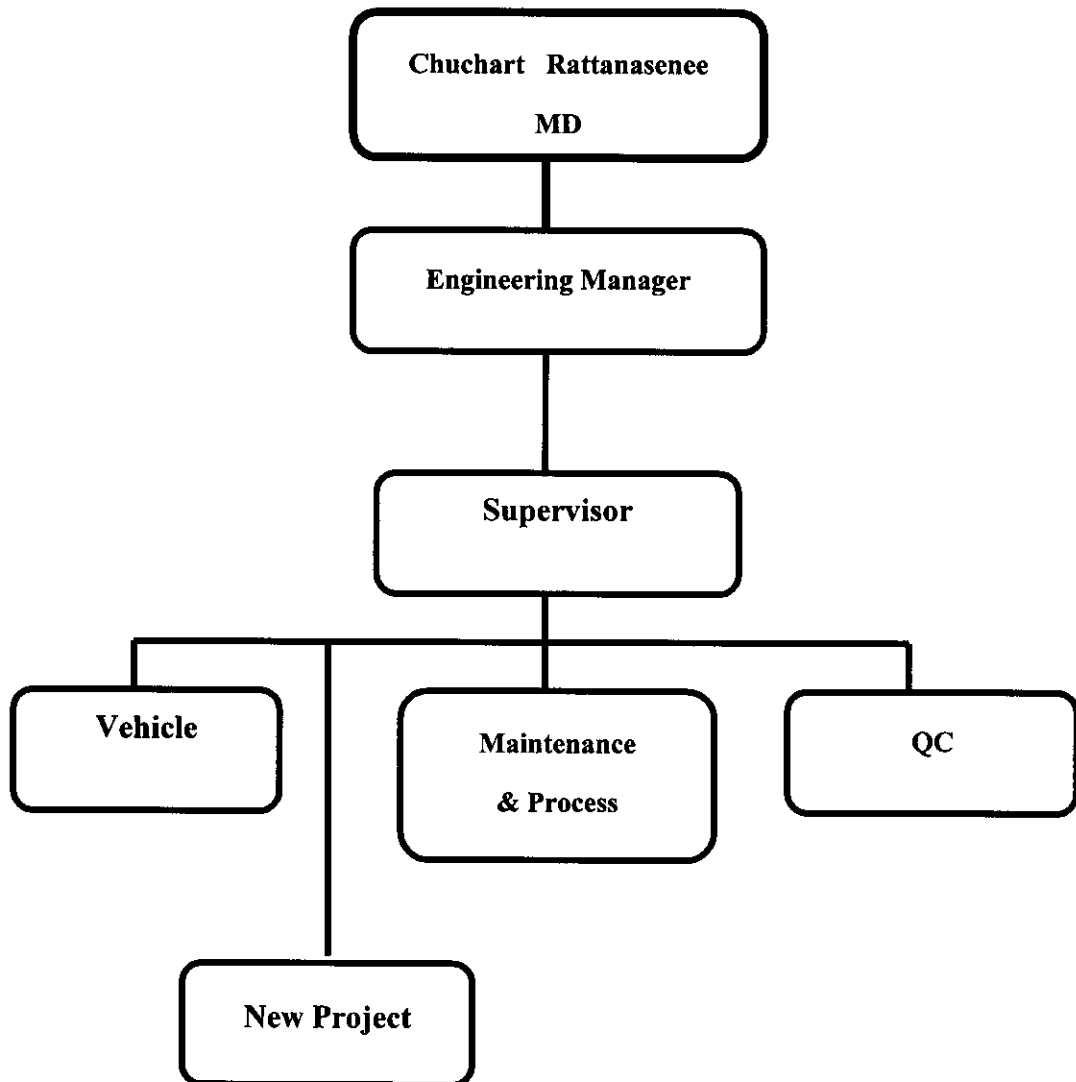 Chuchart Rattanasenee
MD
Engineering Manager
Supervisor
Vehicle
Maintenance
& Process
QC
New Project